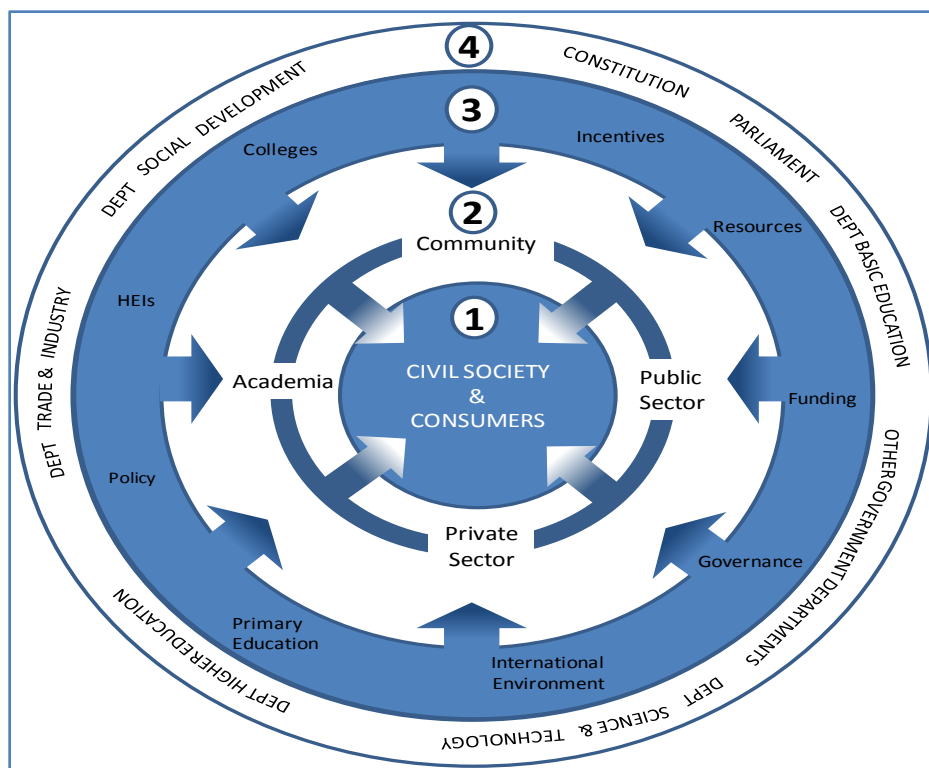 4
CONSTITUTION
PARLIAMENT
DEPT BASIC EDUCATION
OTHER GOVERNMENT DEPARTMENTS
DEPT SCIENCE & TECHNOLOGY
DEPT HIGHER EDUCATION
DEPT TRADE & INDUSTRY
DEPT SOCIAL DEVELOPMENT
3
Incentives
Resources
Funding
Governance
International
Environment
Primary
Education
Policy
HEIs
Colleges
2
Community
Public
Sector
Private
Sector
Academia
1
CIVIL SOCIETY
&
CONSUMERS